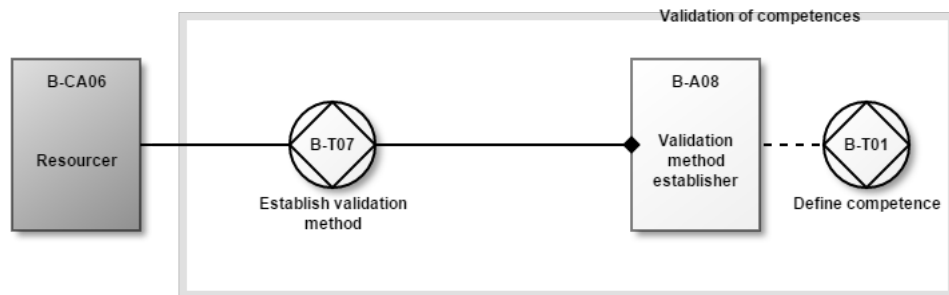 Validation of competences
B-CA06
Resourcer
B-T07
Establish validation
method
B-A08
Validation
method
establisher
B-T01
Define competence